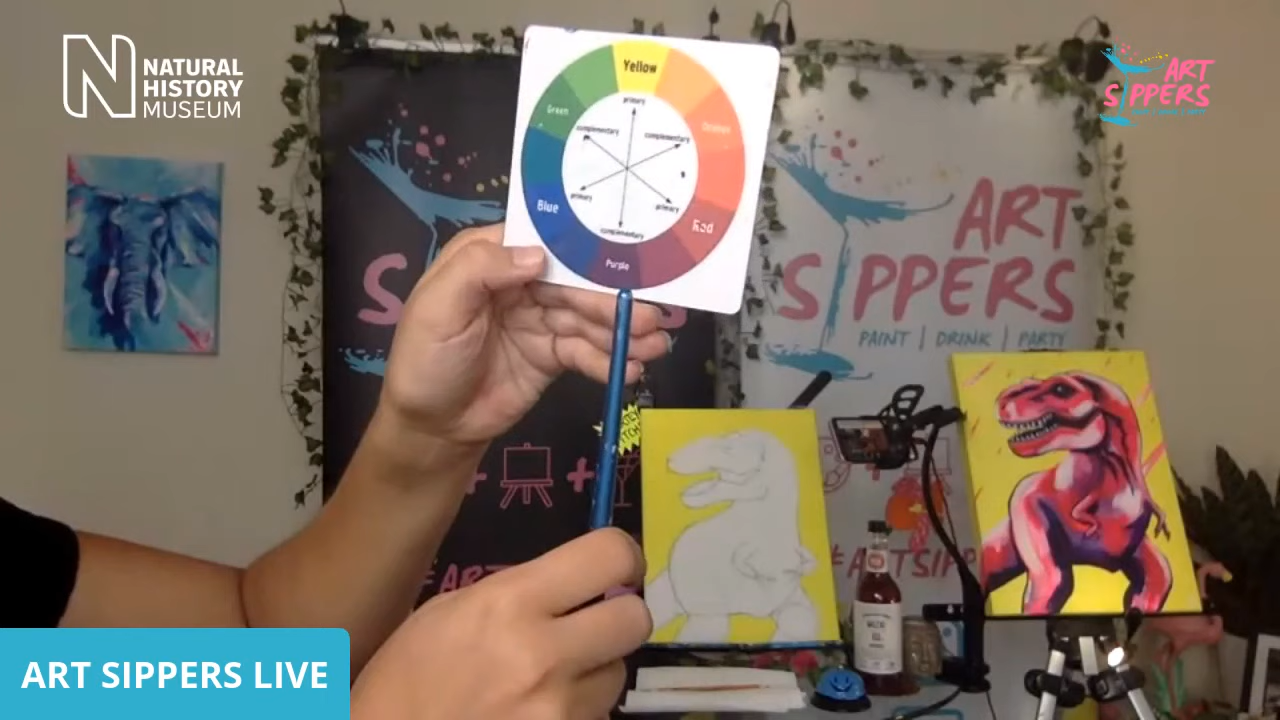 NATURAL
HISTORY
MUSEUM
ART
SIPPERS
Yellow
Green
Orange
Blue
Red
Purple
primary
complementary
complementary
primary
primary
complementary
S
ART
SIPPERS
PAINT | DRINK | PARTY
#ARTSIPP
ART SIPPERS LIVE